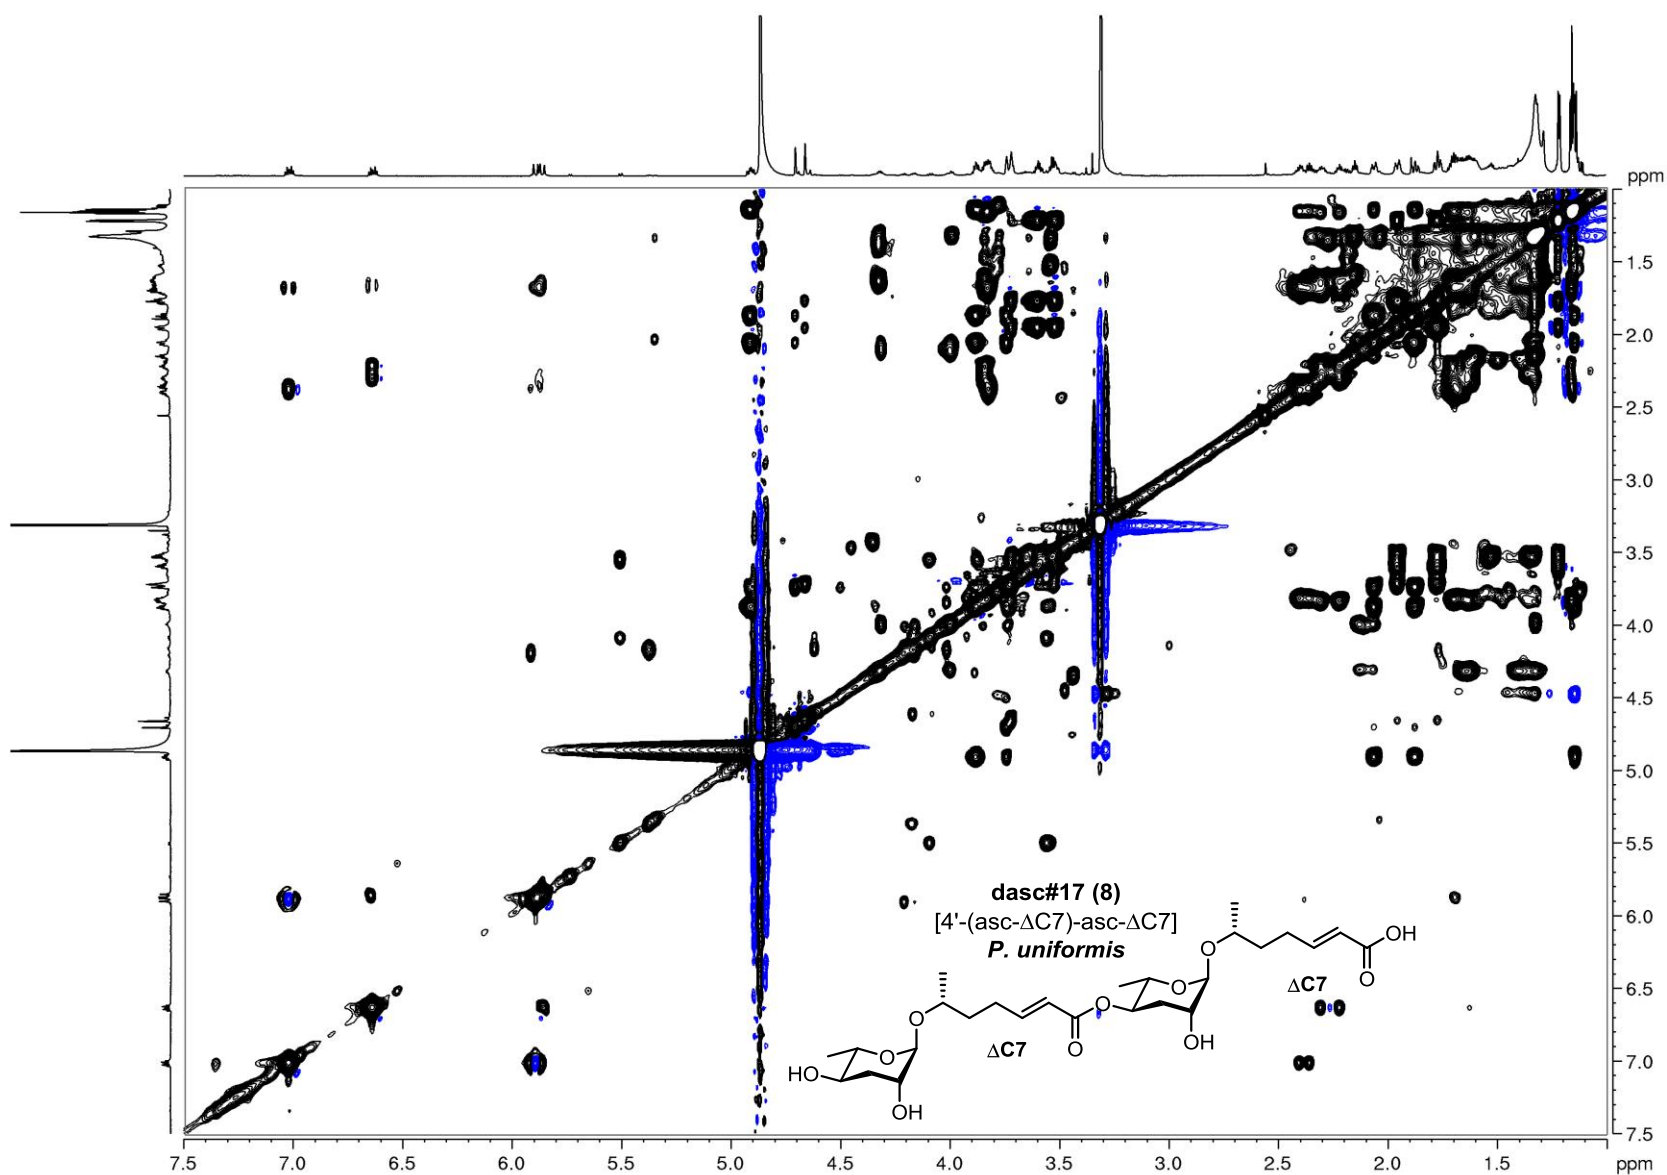 ppm
1.5
2.0
2.5
3.0
3.5
4.0
4.5
5.0
5.5
6.0
6.5
7.0
7.5
dasc#17 (8)
[4'-(asc-ΔC7)-asc-ΔC7]
P. uniformis
O
OH
O
ΔC7
O
O
OH
O
O
ΔC7
O
HO
OH
7.5 7.0 6.5 6.0 5.5 5.0 4.5 4.0 3.5 3.0 2.5 2.0 1.5 ppm